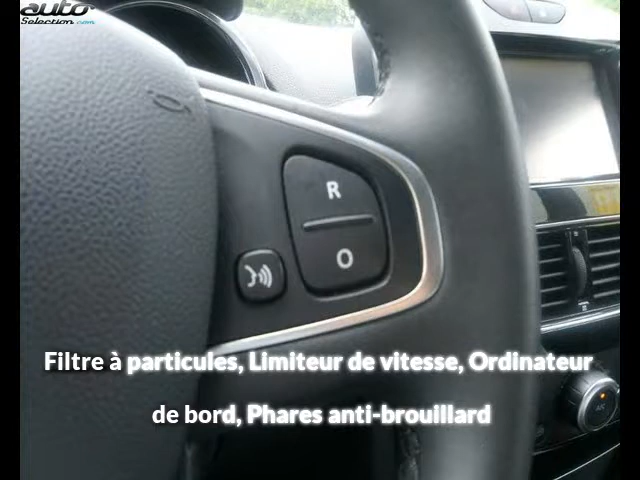 auto
Selection.com
R
O
Filtre à particules, Limiteur de vitesse, Ordinateur
de bord, Phares anti-brouillard